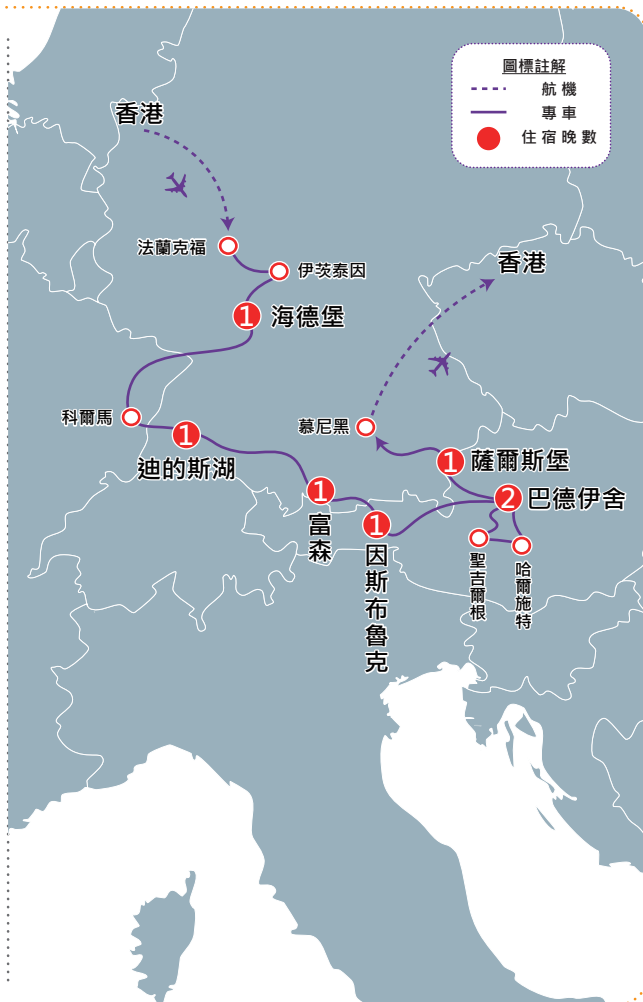 圖標註解
航機
專車
住宿晚數
香港
法蘭克福
伊茨泰因
香港
1
海德堡
科爾馬
慕尼黑
1
迪的斯湖
1
薩爾斯堡
1
富森
2
巴德伊舍
1
因斯布魯克
聖吉爾根
哈爾施特